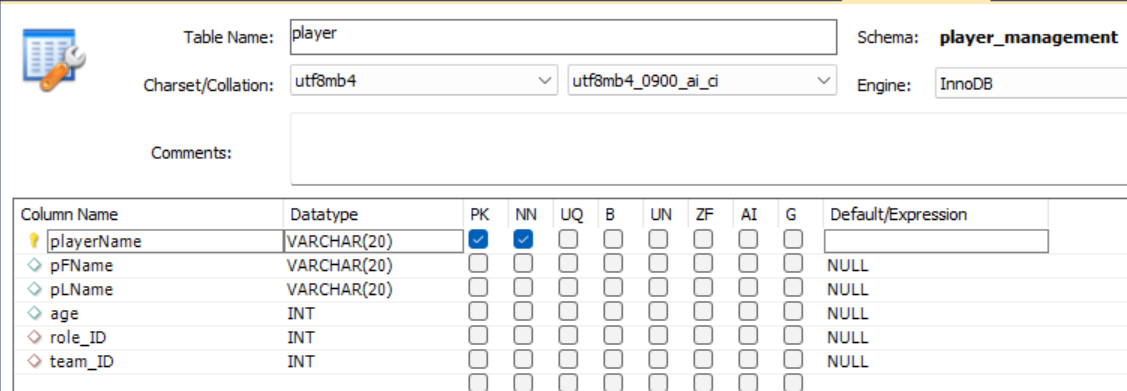 Table Name: player Schema: player_management
Charset/Collation: utf8mb4 utf8mb4_0900_ai_ci Engine: InnoDB
Comments:
Column Name Datatype PK NN UQ B UN ZF AI G Default/Expression
playerName VARCHAR(20)
pFName VARCHAR(20) NULL
pLName VARCHAR(20) NULL
age INT NULL
role_ID INT NULL
team_ID INT NULL